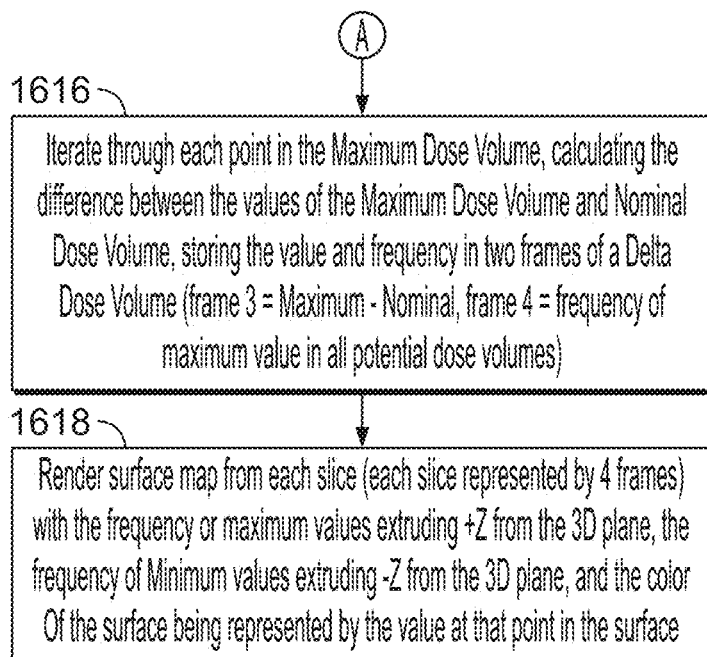 A
1616
Iterate through each point in the Maximum Dose Volume, calculating the
difference between the values of the Maximum Dose Volume and Nominal
Dose Volume, storing the value and frequency in two frames of a Delta
Dose Volume (frame 3 = Maximum - Nominal, frame 4 = frequency of
maximum value in all potential dose volumes)
1618
Render surface map from each slice (each slice represented by 4 frames)
with the frequency or maximum values extruding +Z from the 3D plane, the
frequency of Minimum values extruding -Z from the 3D plane, and the color
Of the surface being represented by the value at that point in the surface